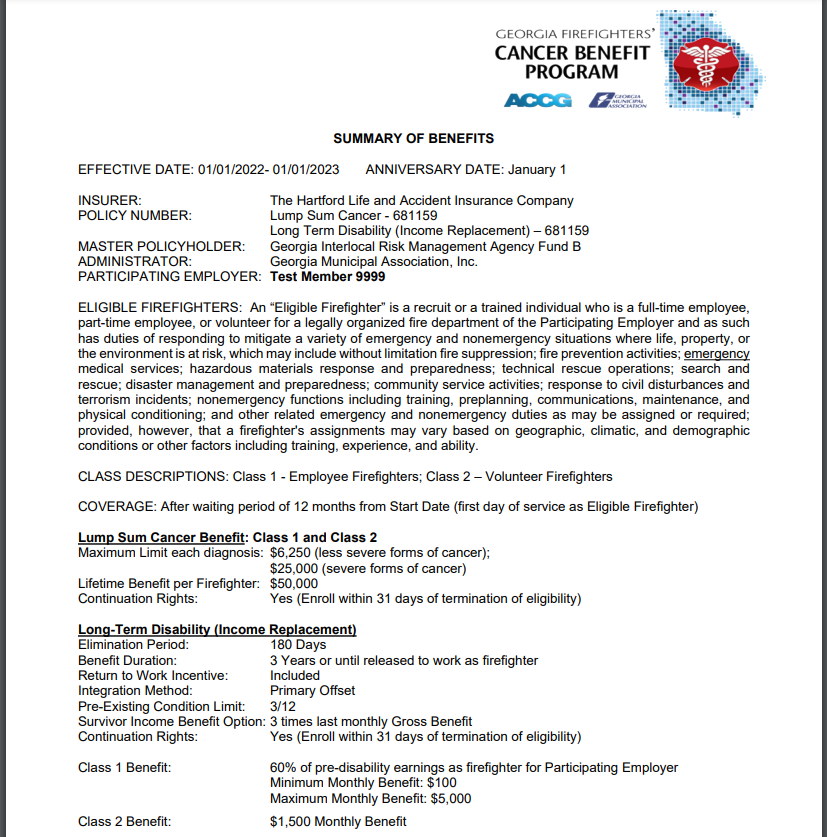 GEORGIA FIREFIGHTERS'
CANCER BENEFIT
PROGRAM
ACCG
GEORGIA
MUNICIPAL
ASSOCIATION
SUMMARY OF BENEFITS
EFFECTIVE DATE: 01/01/2022- 01/01/2023 ANNIVERSARY DATE: January 1
INSURER: The Hartford Life and Accident Insurance Company
POLICY NUMBER: Lump Sum Cancer - 681159
Long Term Disability (Income Replacement) – 681159
MASTER POLICYHOLDER: Georgia Interlocal Risk Management Agency Fund B
ADMINISTRATOR: Georgia Municipal Association, Inc.
PARTICIPATING EMPLOYER: Test Member 9999
ELIGIBLE FIREFIGHTERS: An “Eligible Firefighter” is a recruit or a trained individual who is a full-time employee,
part-time employee, or volunteer for a legally organized fire department of the Participating Employer and as such
has duties of responding to mitigate a variety of emergency and nonemergency situations where life, property, or
the environment is at risk, which may include without limitation fire suppression; fire prevention activities; emergency
medical services; hazardous materials response and preparedness; technical rescue operations; search and
rescue; disaster management and preparedness; community service activities; response to civil disturbances and
terrorism incidents; nonemergency functions including training, preplanning, communications, maintenance, and
physical conditioning; and other related emergency and nonemergency duties as may be assigned or required;
provided, however, that a firefighter's assignments may vary based on geographic, climatic, and demographic
conditions or other factors including training, experience, and ability.
CLASS DESCRIPTIONS: Class 1 - Employee Firefighters; Class 2 – Volunteer Firefighters
COVERAGE: After waiting period of 12 months from Start Date (first day of service as Eligible Firefighter)
Lump Sum Cancer Benefit: Class 1 and Class 2
Maximum Limit each diagnosis: $6,250 (less severe forms of cancer);
$25,000 (severe forms of cancer)
Lifetime Benefit per Firefighter: $50,000
Continuation Rights: Yes (Enroll within 31 days of termination of eligibility)
Long-Term Disability (Income Replacement)
Elimination Period: 180 Days
Benefit Duration: 3 Years or until released to work as firefighter
Return to Work Incentive: Included
Integration Method: Primary Offset
Pre-Existing Condition Limit: 3/12
Survivor Income Benefit Option: 3 times last monthly Gross Benefit
Continuation Rights: Yes (Enroll within 31 days of termination of eligibility)
Class 1 Benefit: 60% of pre-disability earnings as firefighter for Participating Employer
Minimum Monthly Benefit: $100
Maximum Monthly Benefit: $5,000
Class 2 Benefit: $1,500 Monthly Benefit